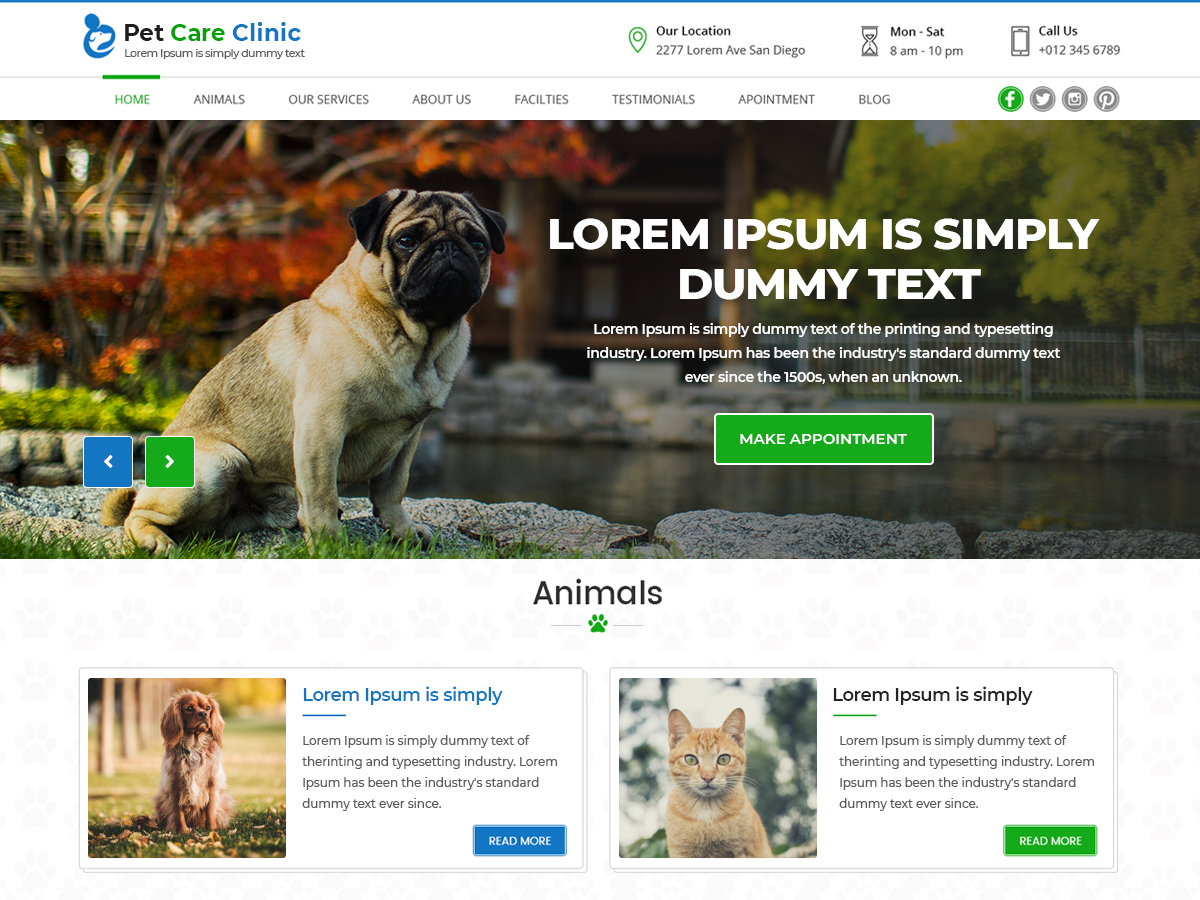 Pet Care Clinic
Lorem Ipsum is simply dummy text
Our Location
2277 Lorem Ave San Diego
Mon - Sat
8 am - 10 pm
Call Us
+012 345 6789
HOME ANIMALS OUR SERVICES ABOUT US FACILTIES TESTIMONIALS APOINTMENT BLOG
LOREM IPSUM IS SIMPLY
DUMMY TEXT
Lorem Ipsum is simply dummy text of the printing and typesetting
industry. Lorem Ipsum has been the industry's standard dummy text
ever since the 1500s, when an unknown.
MAKE APPOINTMENT
Animals
Lorem Ipsum is simply
Lorem Ipsum is simply dummy text of
therinting and typesetting industry. Lorem
Ipsum has been the industry's standard
dummy text ever since.
READ MORE
Lorem Ipsum is simply
Lorem Ipsum is simply dummy text of
therinting and typesetting industry. Lorem
Ipsum has been the industry's standard
dummy text ever since.
READ MORE